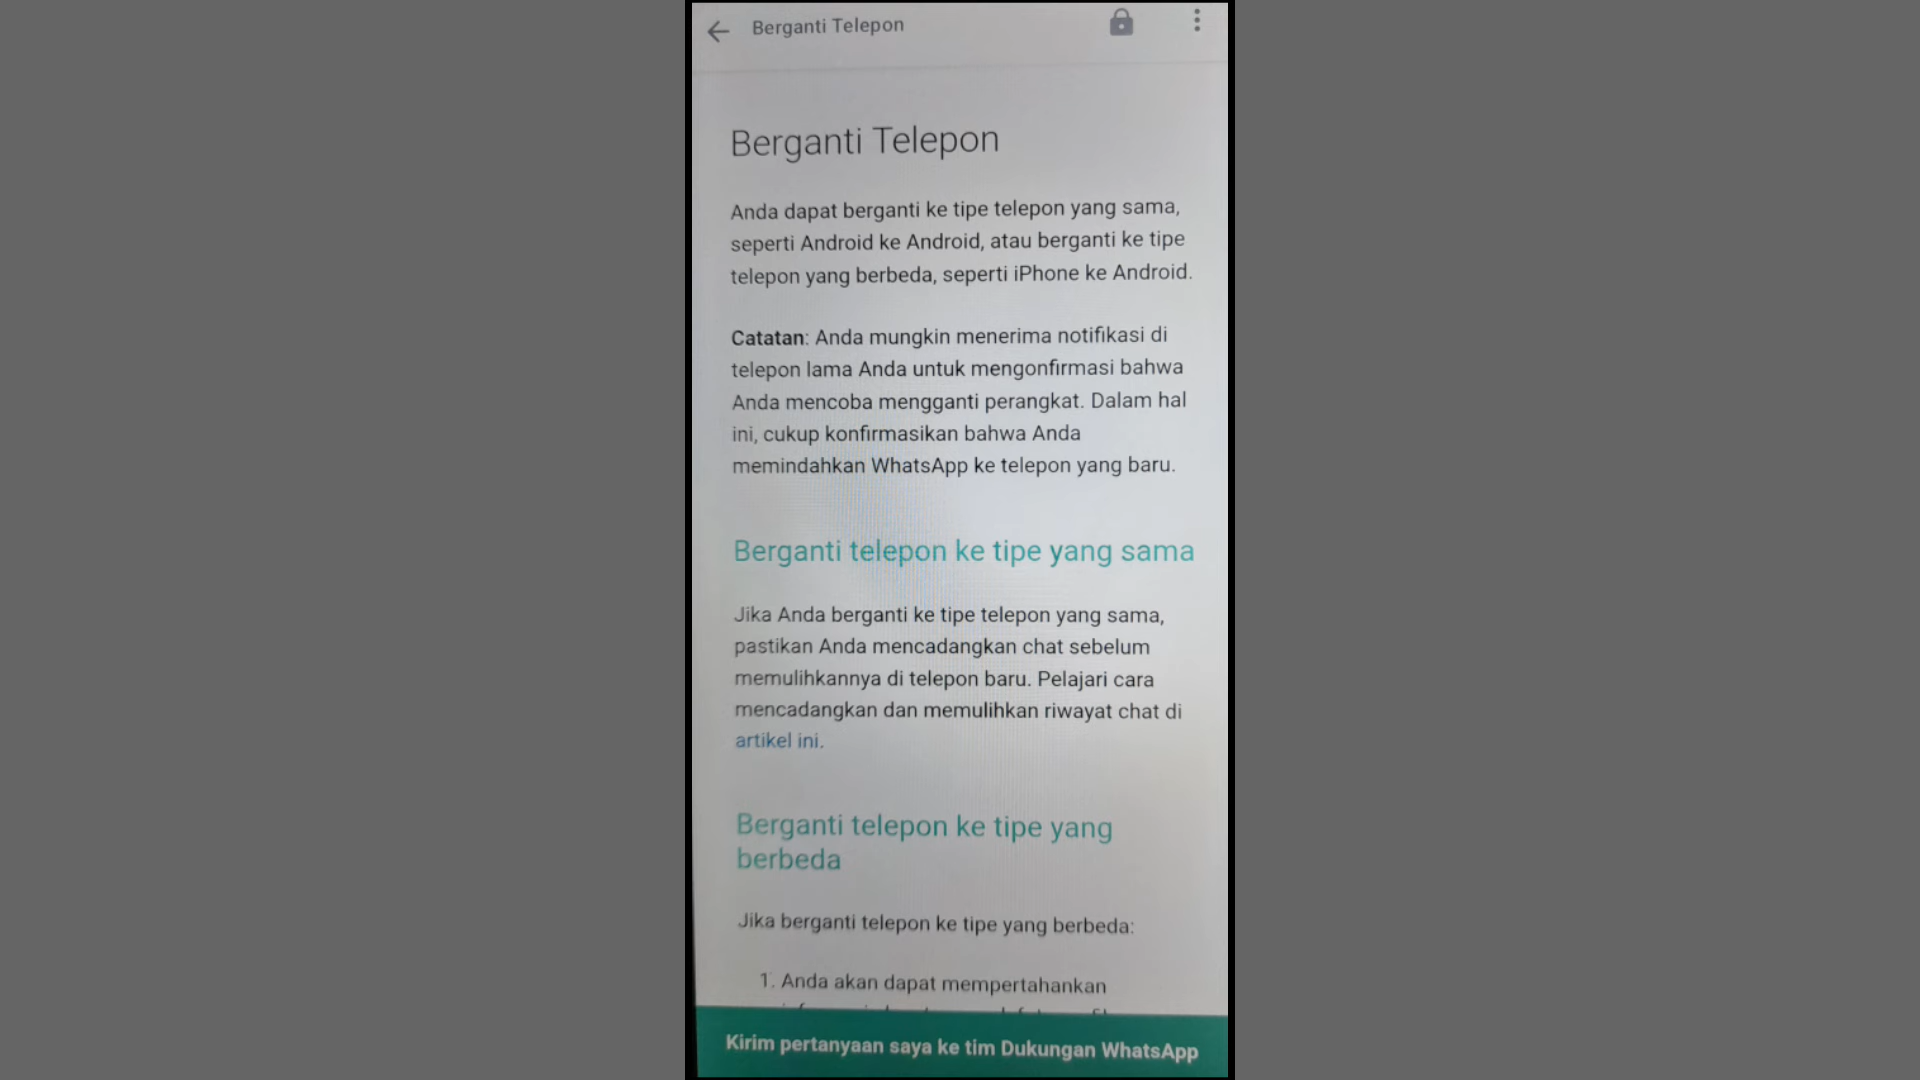 Berganti Telepon
Berganti Telepon
Anda dapat berganti ke tipe telepon yang sama,
seperti Android ke Android, atau berganti ke tipe
telepon yang berbeda, seperti iPhone ke Android.
Catatan: Anda mungkin menerima notifikasi di
telepon lama Anda untuk mengonfirmasi bahwa
Anda mencoba mengganti perangkat. Dalam hal
ini, cukup konfirmasikan bahwa Anda
memindahkan WhatsApp ke telepon yang baru.
Berganti telepon ke tipe yang sama
Jika Anda berganti ke tipe telepon yang sama,
pastikan Anda mencadangkan chat sebelum
memulihkannya di telepon baru. Pelajari cara
mencadangkan dan memulihkan riwayat chat di
artikel ini.
Berganti telepon ke tipe yang
berbeda
Jika berganti telepon ke tipe yang berbeda:
1. Anda akan dapat mempertahankan
Kirim pertanyaan saya ke tim Dukungan WhatsApp